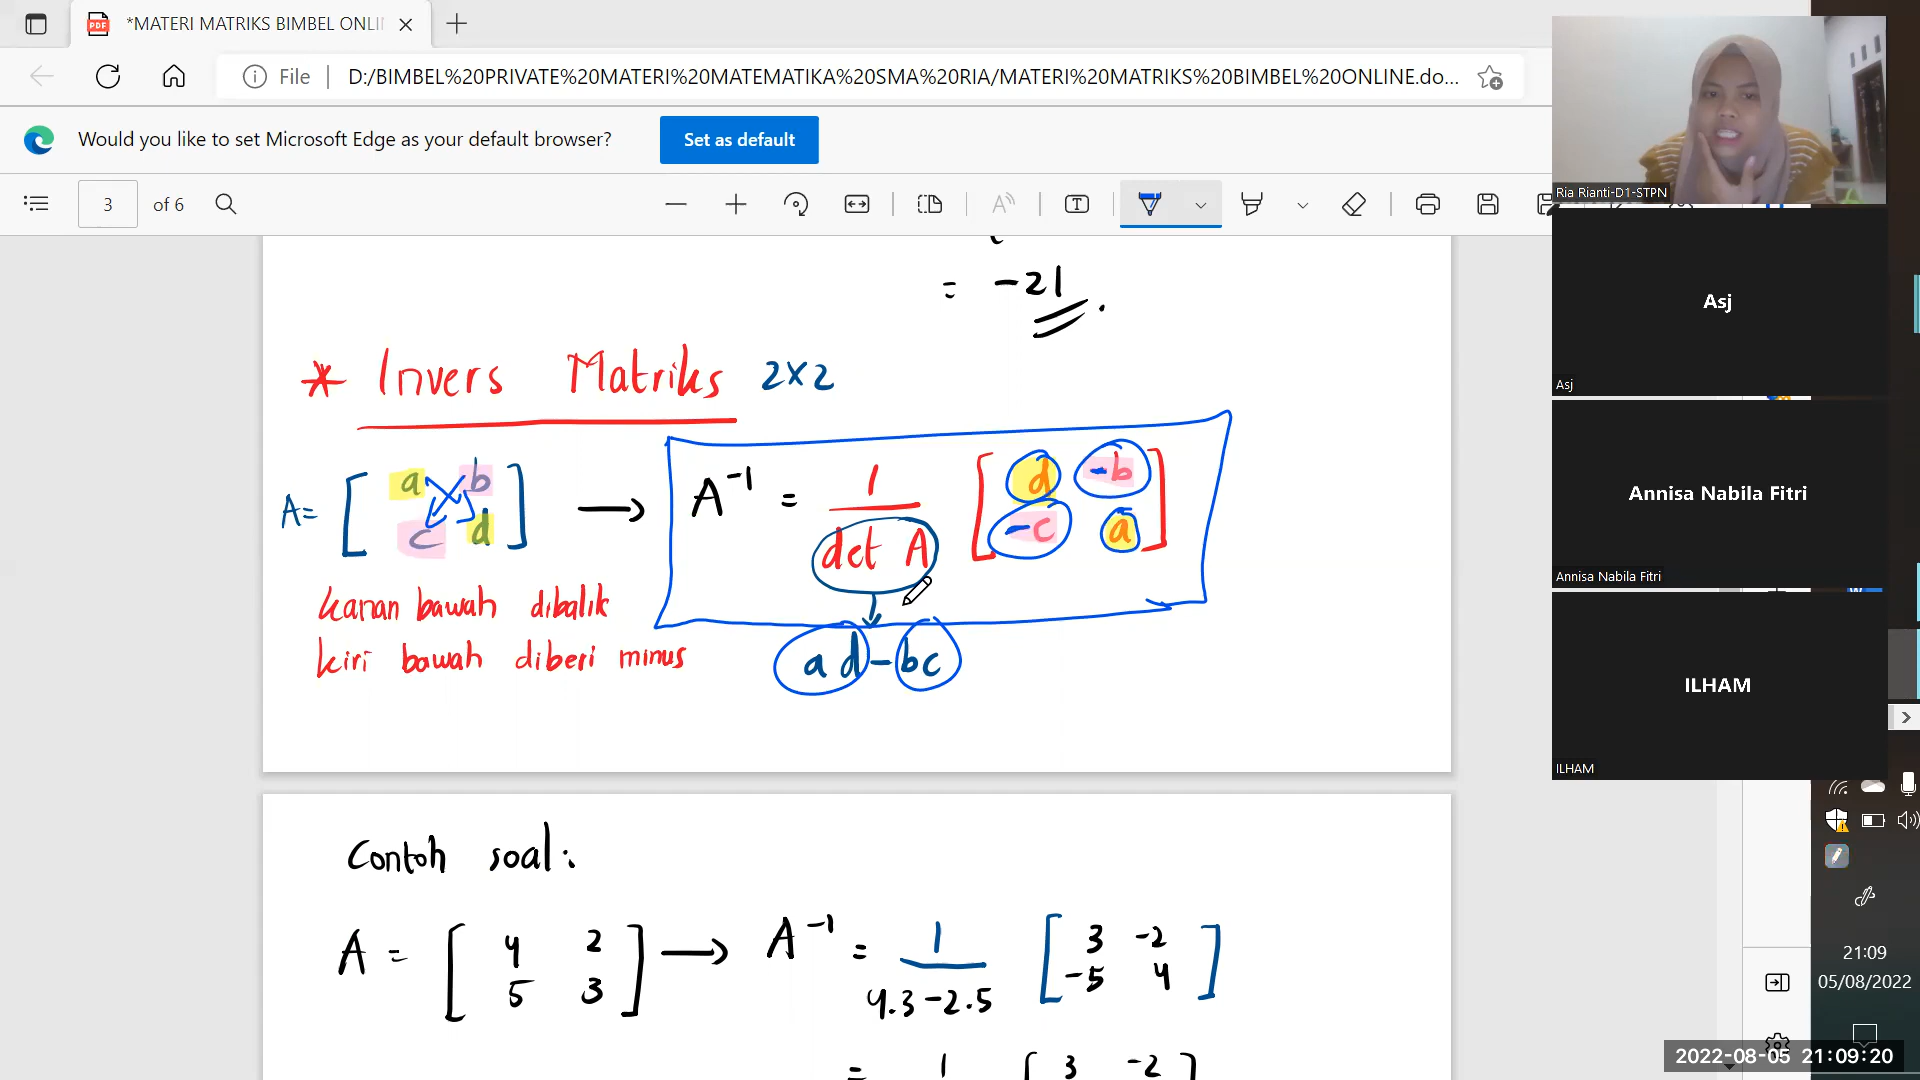 *MATERI MATRIKS BIMBEL ONLI
File
D:/BIMBEL%20PRIVATE%20MATERI%20MATEMATIKA%20SMA%20RIA/MATERI%20MATRIKS%20BIMBEL%20ONLINE.do...
Would you like to set Microsoft Edge as your default browser?
Set as default
3 of 6
= -21
* Invers Matriks 2x2
A= [ a b
c d ]
→ A⁻¹ = 1 / det A [ d -b
-c a ]
ad-bc
kanan bawah dibalik
kiri bawah diberi minus
Contoh soal:
A = [ 4 2
5 3 ] → A⁻¹ = 1 / 4.3-2.5 [ 3 -2
-5 4 ]
= 1 [ 3 -2 ]
Ria Rianti-D1-STPN
Asj
Asj
Annisa Nabila Fitri
Annisa Nabila Fitri
ILHAM
ILHAM
21:09
05/08/2022
2022-08-05 21:09:20